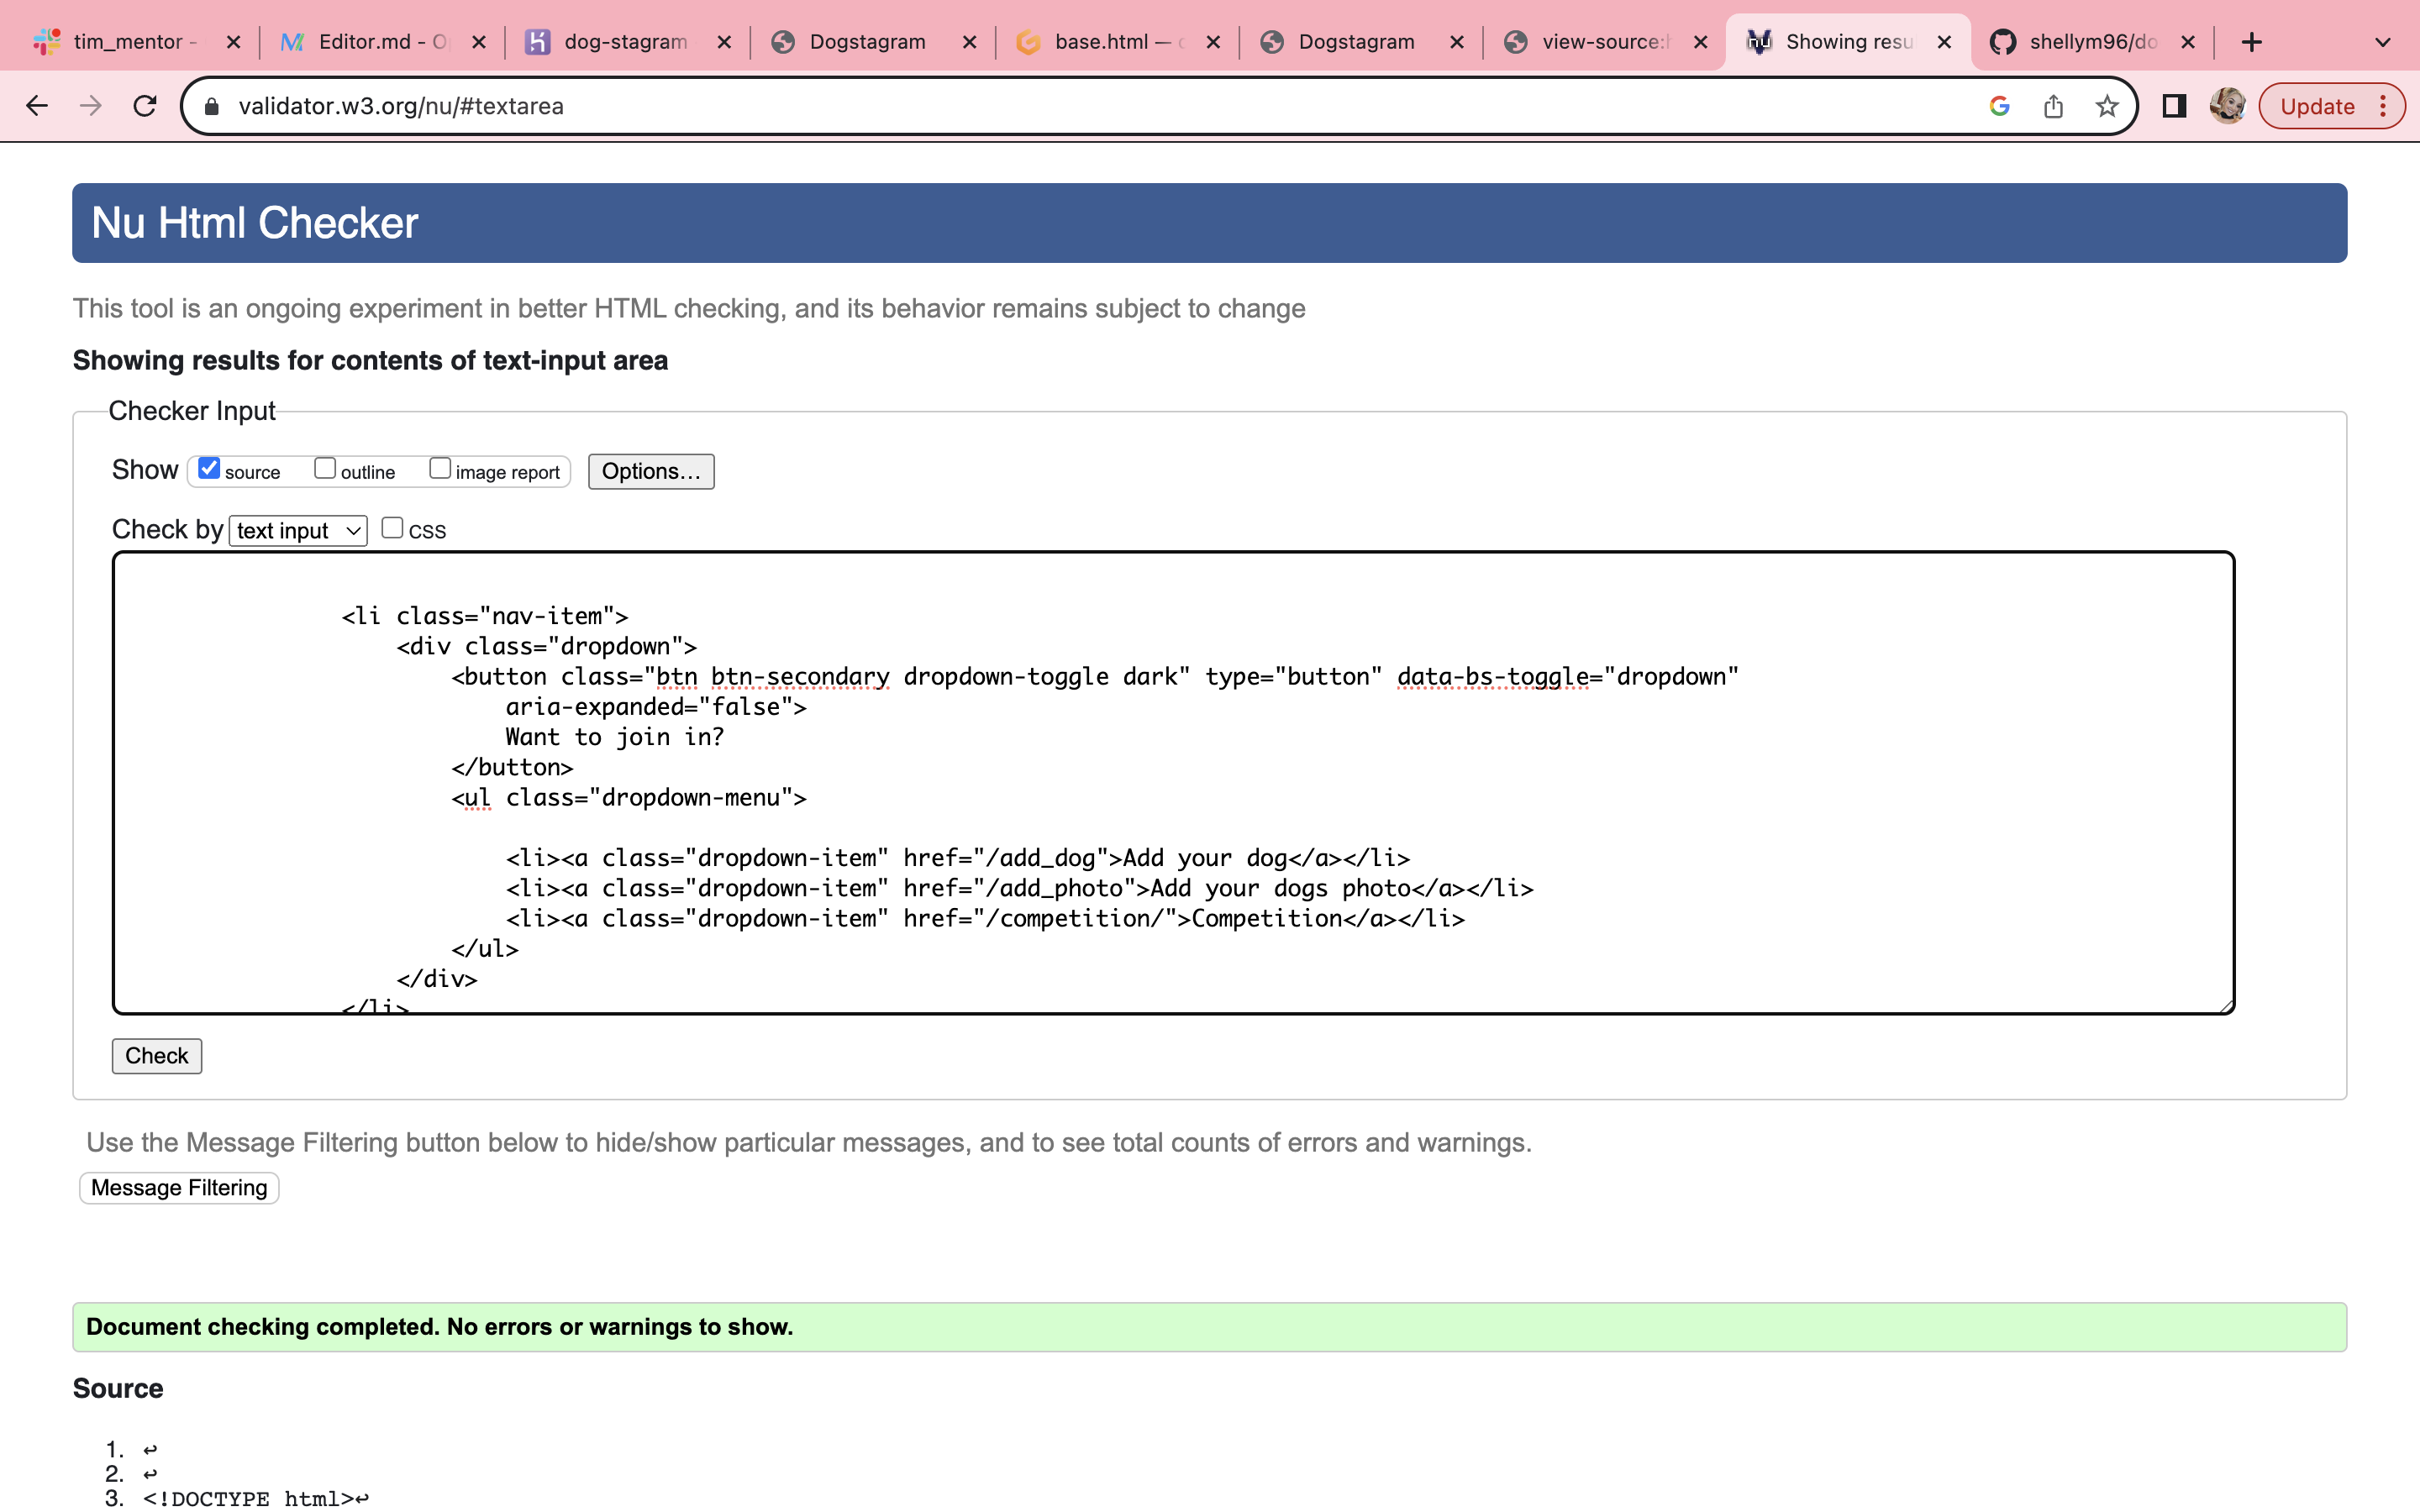 tim_mentor -
Editor.md - O
dog-stagram
Dogstagram
base.html —
Dogstagram
view-source:h
Showing resu
shellym96/do
validator.w3.org/nu/#textarea
Update
Nu Html Checker
This tool is an ongoing experiment in better HTML checking, and its behavior remains subject to change
Showing results for contents of text-input area
Checker Input
Show source outline image report Options...
Check by text input CSS
<li class="nav-item">
<div class="dropdown">
<button class="btn btn-secondary dropdown-toggle dark" type="button" data-bs-toggle="dropdown"
aria-expanded="false">
Want to join in?
</button>
<ul class="dropdown-menu">
<li><a class="dropdown-item" href="/add_dog">Add your dog</a></li>
<li><a class="dropdown-item" href="/add_photo">Add your dogs photo</a></li>
<li><a class="dropdown-item" href="/competition/">Competition</a></li>
</ul>
</div>
</li>
Check
Use the Message Filtering button below to hide/show particular messages, and to see total counts of errors and warnings.
Message Filtering
Document checking completed. No errors or warnings to show.
Source
1. ↩
2. ↩
3. <!DOCTYPE html>↩